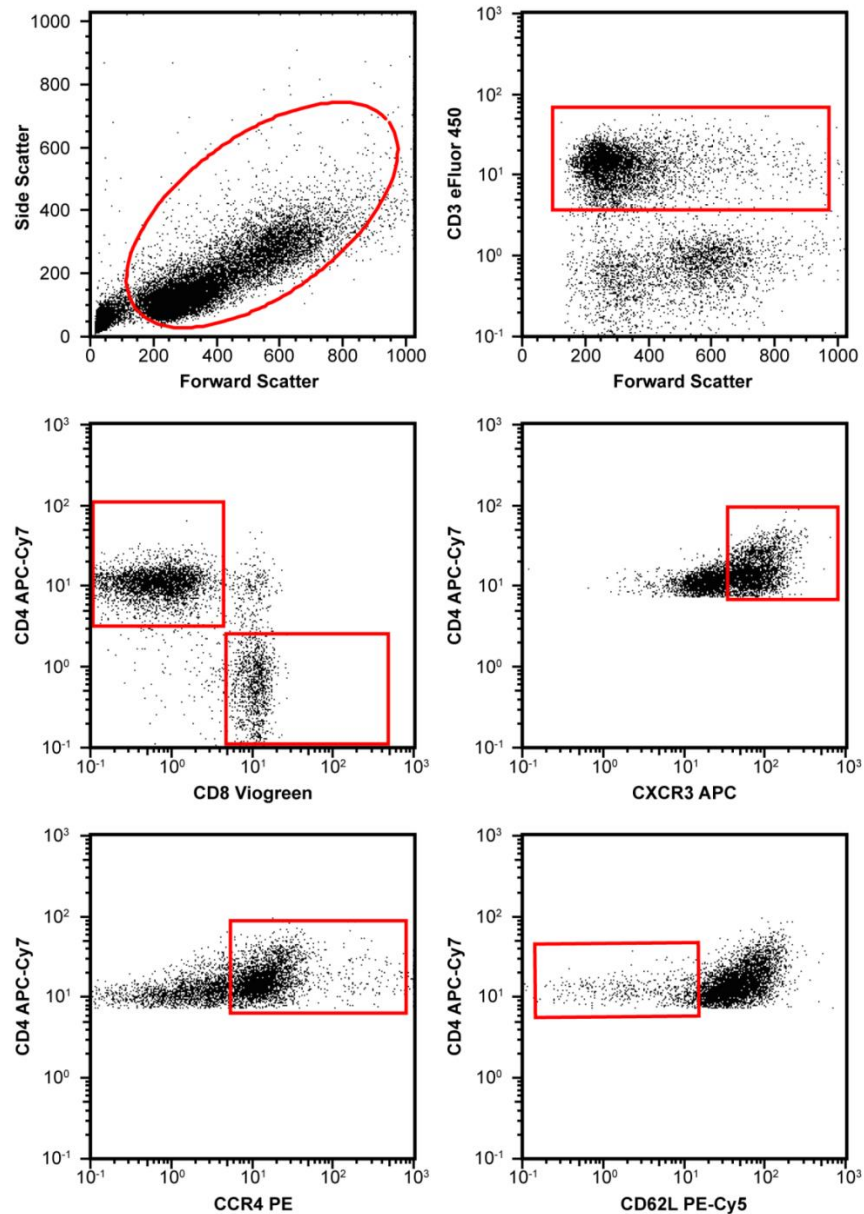 1000
800
600
400
200
0
Side Scatter
0 200 400 600 800 1000
Forward Scatter
10³
10²
10¹
10⁰
10⁻¹
CD3 eFluor 450
200 400 600 800 1000
Forward Scatter
10³
10²
10¹
10⁰
10⁻¹
CD4 APC-Cy7
10⁻¹ 10⁰ 10¹ 10² 10³
CD8 Viogreen
10³
10²
10¹
10⁰
10⁻¹
CD4 APC-Cy7
10⁻¹ 10⁰ 10¹ 10² 10³
CXCR3 APC
10³
10²
10¹
10⁰
10⁻¹
CD4 APC-Cy7
10⁻¹ 10⁰ 10¹ 10² 10³
CCR4 PE
10³
10²
10¹
10⁰
10⁻¹
CD4 APC-Cy7
10⁻¹ 10⁰ 10¹ 10² 10³
CD62L PE-Cy5